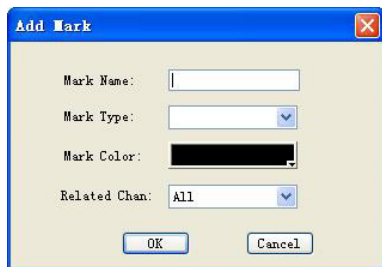 Add Mark
Mark Name:
Mark Type:
Mark Color:
Related Chan: All
OK Cancel